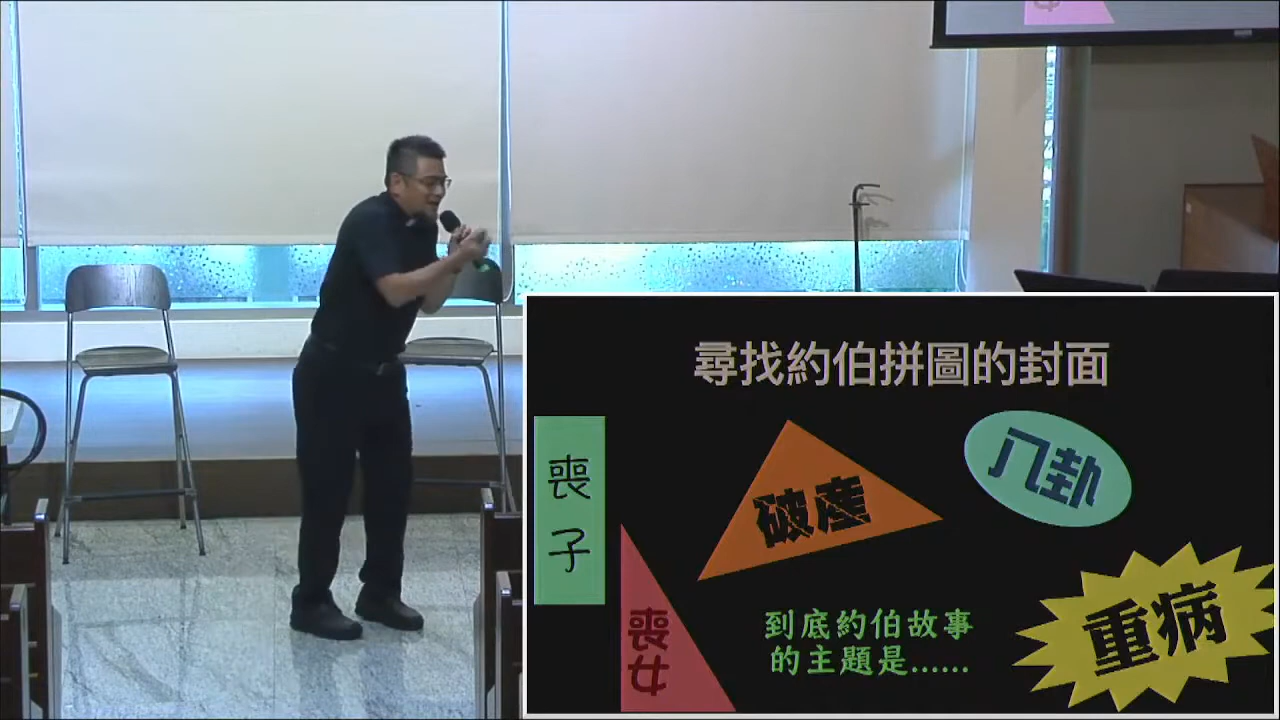 尋找約伯拼圖的封面
喪
子
破產
八卦
喪
女
到底約伯故事
的主題是……
重病